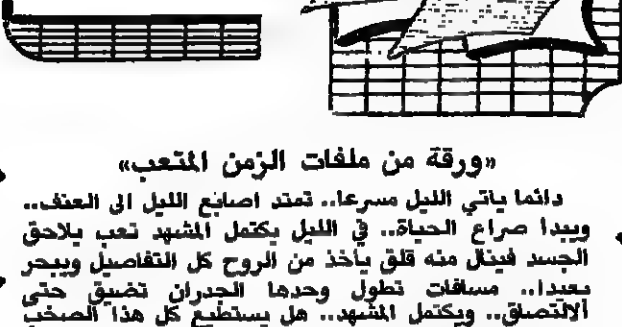 «ورقة من ملفات الزمن المتعب»
دائما ياتي الليل مسرعا.. تمتد اصابع الليل الى العنف..
ويبدا صراع الحياة.. في الليل يكتمل المشهد تعب يلاحق
الجسد فينال منه قلق يأخذ من الروح كل التفاصيل ويبحر
بعيدا.. مسافات تطول وحدها الجدران تضيق حتى
الالتصاق.. ويكتمل المشهد.. هل يستطيع كل هذا الصخب